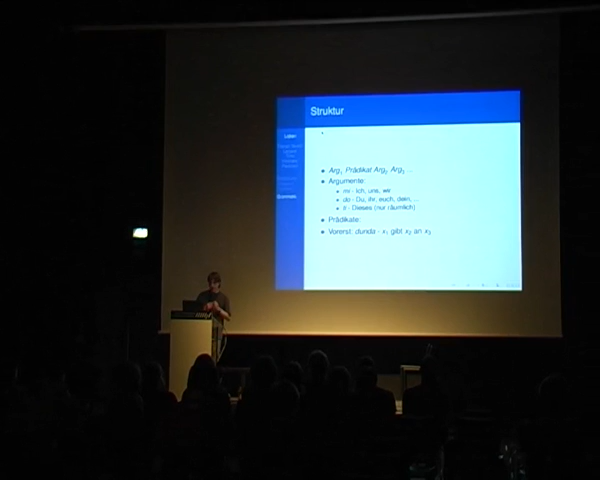 Struktur
Arg₁ Prädikat Arg₂ Arg₃ ...
Argumente:
mi - Ich, uns, wir
do - Du, ihr, euch, dein, ...
ti - Dieses (nur räumlich)
Prädikate:
Vorerst: dunda - x₁ gibt x₂ an x₃